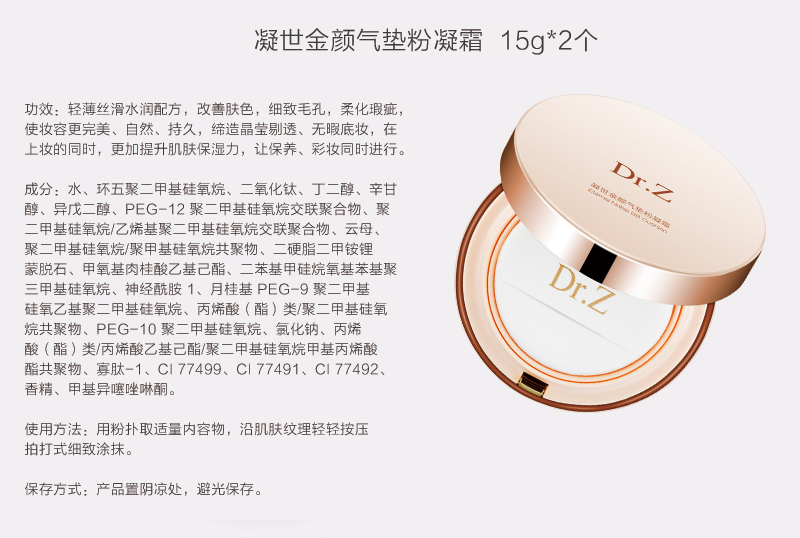 凝世金颜气垫粉凝霜 15g*2个
功效：轻薄丝滑水润配方，改善肤色，细致毛孔，柔化瑕疵，
使妆容更完美、自然、持久，缔造晶莹剔透、无暇底妆，在
上妆的同时，更加提升肌肤保湿力，让保养、彩妆同时进行。
成分：水、环五聚二甲基硅氧烷、二氧化钛、丁二醇、辛甘
醇、异戊二醇、PEG-12 聚二甲基硅氧烷交联聚合物、聚
二甲基硅氧烷/乙烯基聚二甲基硅氧烷交联聚合物、云母、
聚二甲基硅氧烷/聚甲基硅氧烷共聚物、二硬脂二甲铵锂
蒙脱石、甲氧基肉桂酸乙基己酯、二苯基甲硅烷氧基苯基聚
三甲基硅氧烷、神经酰胺 1、月桂基 PEG-9 聚二甲基
硅氧乙基聚二甲基硅氧烷、丙烯酸（酯）类/聚二甲基硅氧
烷共聚物、PEG-10 聚二甲基硅氧烷、氯化钠、丙烯
酸（酯）类/丙烯酸乙基己酯/聚二甲基硅氧烷甲基丙烯酸
酯共聚物、寡肽-1、CI 77499、CI 77491、CI 77492、
香精、甲基异噻唑啉酮。
使用方法：用粉扑取适量内容物，沿肌肤纹理轻轻按压
拍打式细致涂抹。
保存方式：产品置阴凉处，避光保存。
Dr.Z
凝世金颜气垫粉凝霜
Eternal Noble BB Cushion
Dr.Z